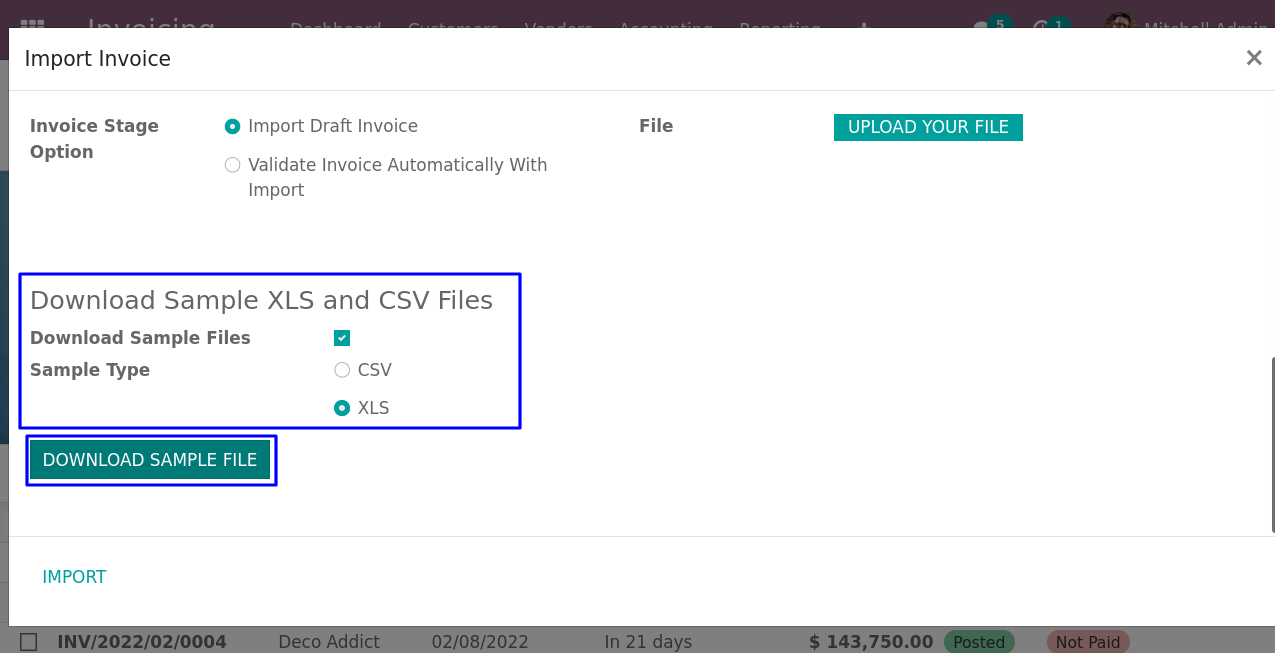 Invoicing Dashboard Customers Vendors Accounting Reporting 5 1 Mitchell Admin
Import Invoice
Invoice Stage
Option
Import Draft Invoice
Validate Invoice Automatically With
Import
File
UPLOAD YOUR FILE
Download Sample XLS and CSV Files
Download Sample Files
Sample Type
CSV
XLS
DOWNLOAD SAMPLE FILE
IMPORT
INV/2022/02/0004 Deco Addict 02/08/2022 In 21 days $ 143,750.00 Posted Not Paid